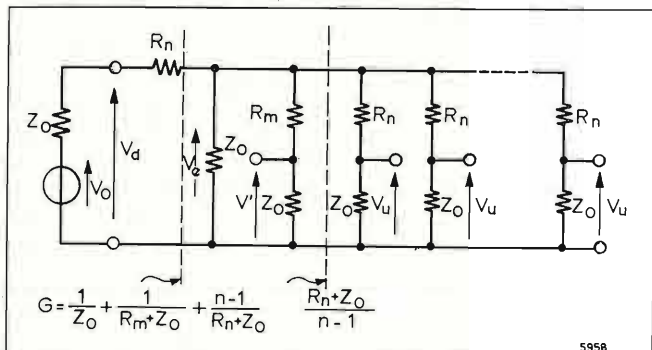 Rn
Zo
Vd
Vo
Ve
Zo
Rm
V'
Zo
Rn
Zo
Vu
Rn
Zo
Vu
Rn
Zo
Vu
G = 1/Zo + 1/(Rm+Zo) + (n-1)/(Rn+Zo)
(Rn+Zo)/(n-1)
5958